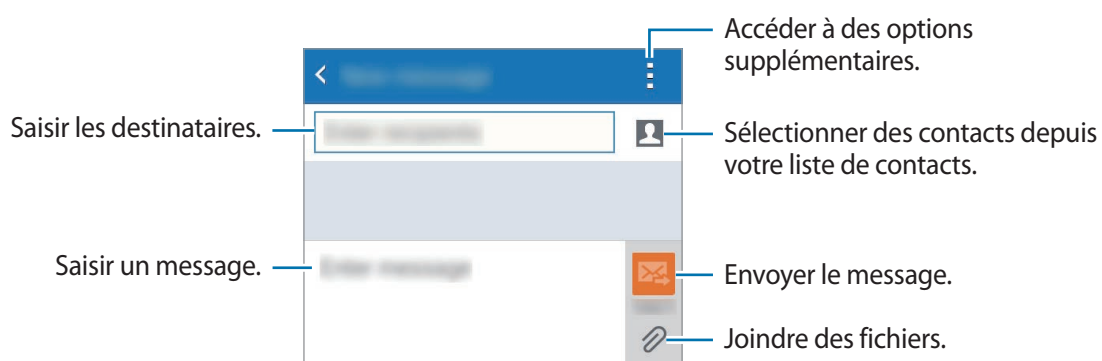 Accéder à des options
supplémentaires.
Saisir les destinataires.
Sélectionner des contacts depuis
votre liste de contacts.
Saisir un message.
Envoyer le message.
Joindre des fichiers.